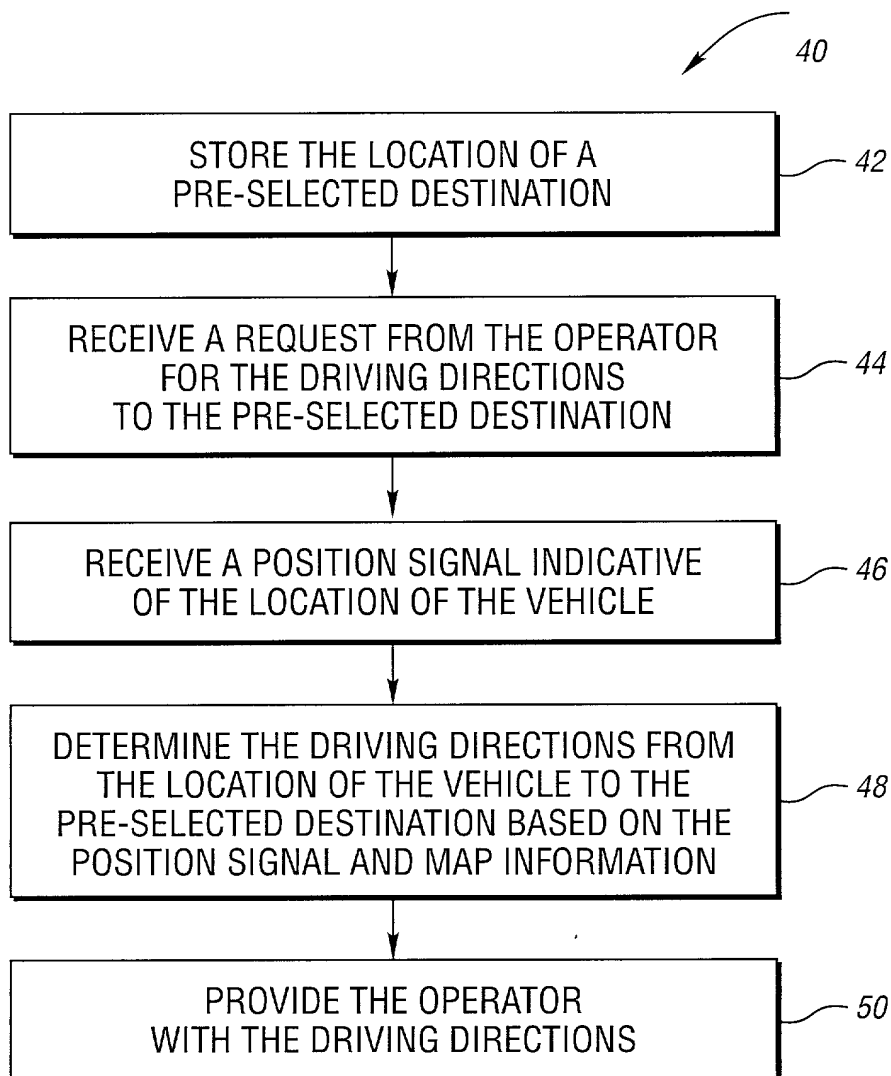 40
STORE THE LOCATION OF A
PRE-SELECTED DESTINATION
42
RECEIVE A REQUEST FROM THE OPERATOR
FOR THE DRIVING DIRECTIONS
TO THE PRE-SELECTED DESTINATION
44
RECEIVE A POSITION SIGNAL INDICATIVE
OF THE LOCATION OF THE VEHICLE
46
DETERMINE THE DRIVING DIRECTIONS FROM
THE LOCATION OF THE VEHICLE TO THE
PRE-SELECTED DESTINATION BASED ON THE
POSITION SIGNAL AND MAP INFORMATION
48
PROVIDE THE OPERATOR
WITH THE DRIVING DIRECTIONS
50